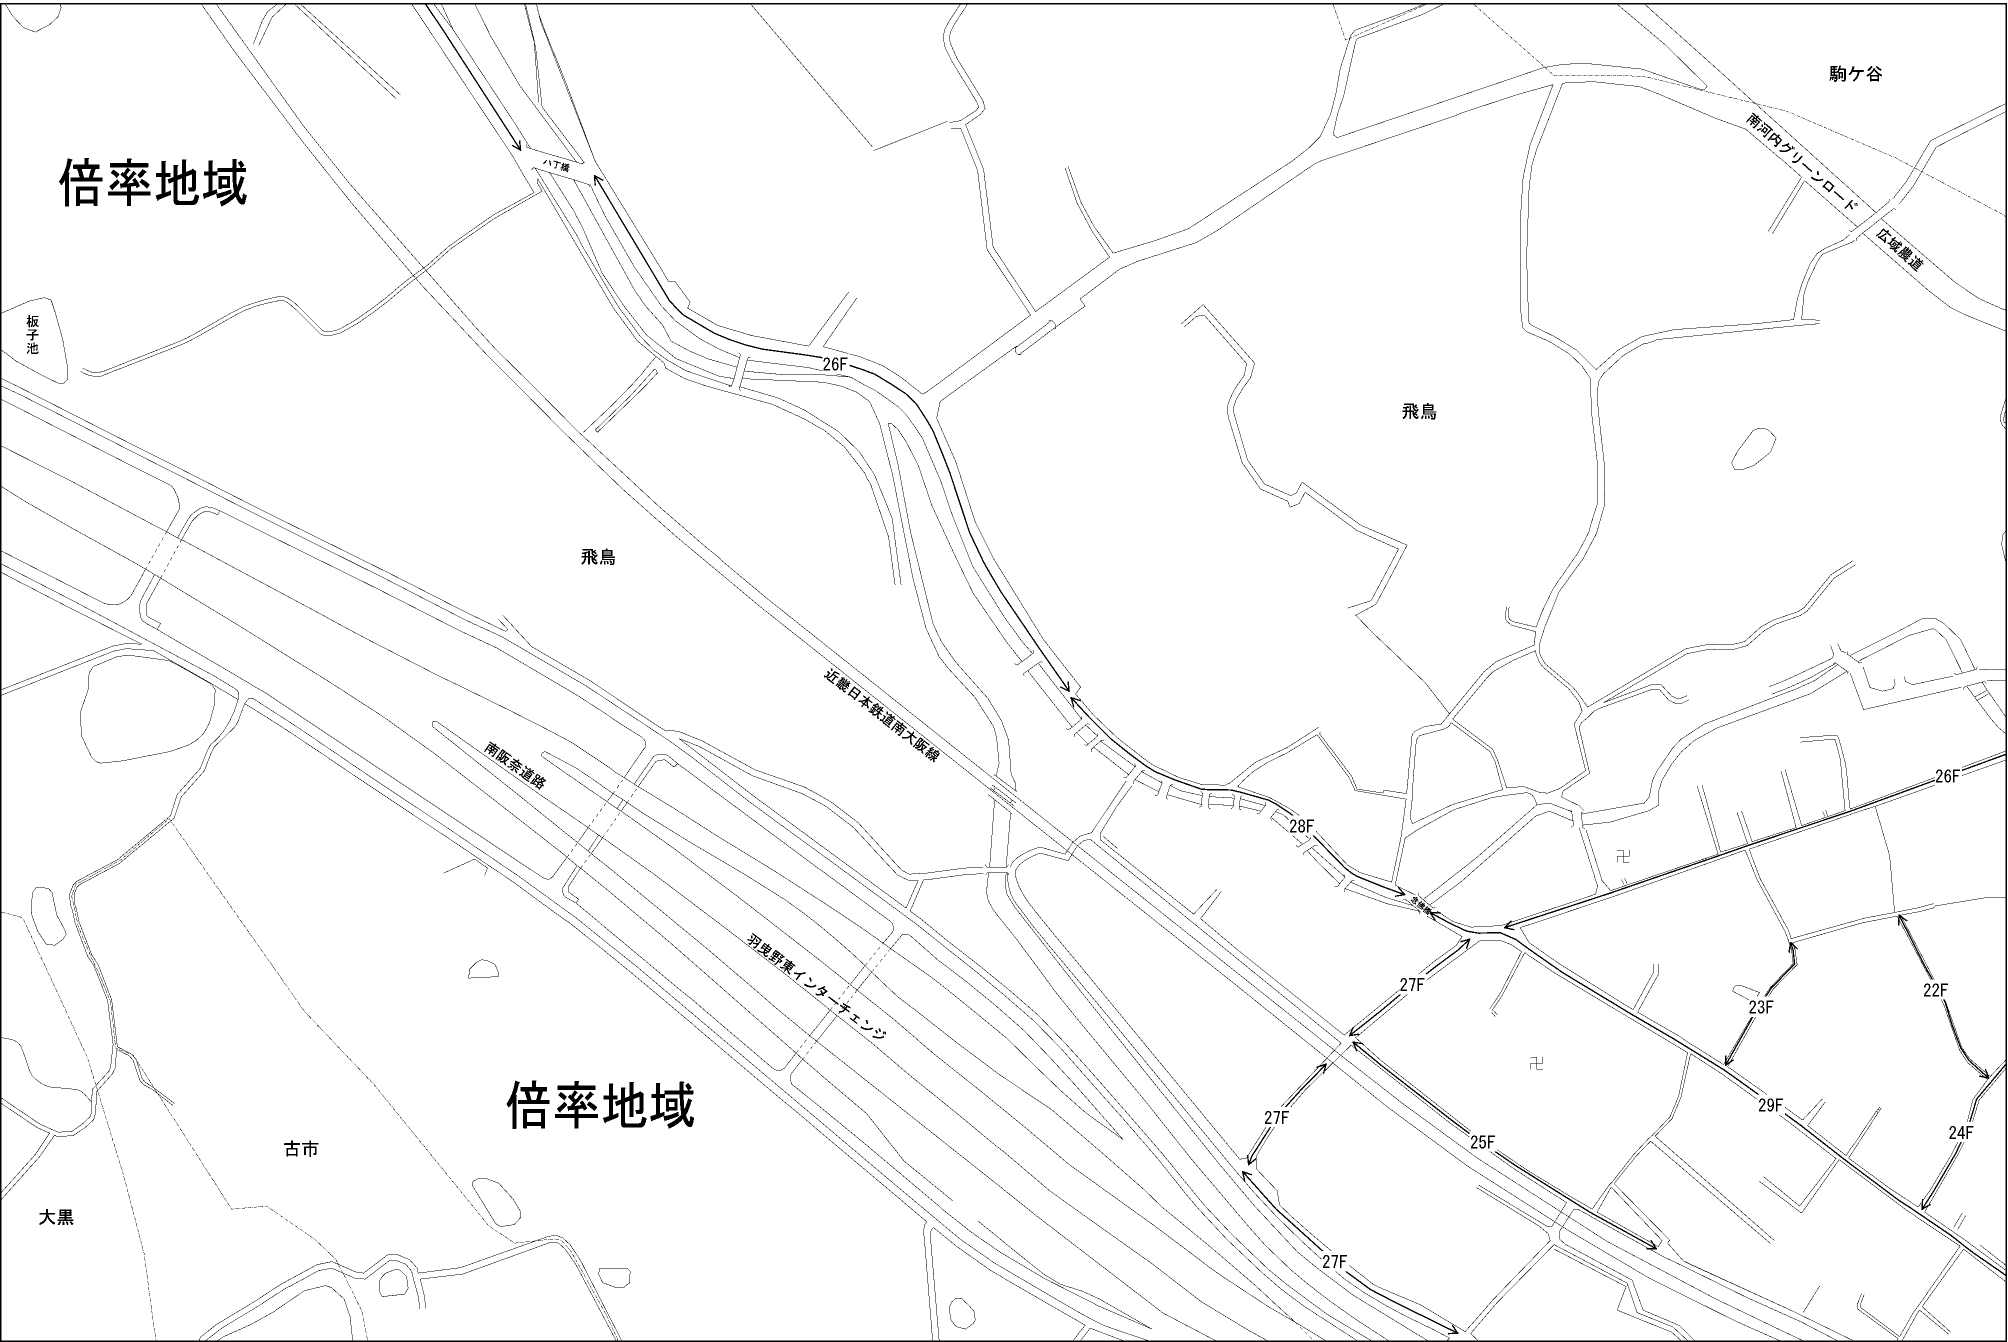 駒ケ谷
南河内グリーンロード
八丁橋
倍率地域
広域農道
板子池
26F
飛鳥
飛鳥
近畿日本鉄道南大阪線
南阪奈道路
26F
28F
羽曳野東インターチェンジ
27F
22F
23F
倍率地域
29F
27F
24F
25F
古市
大黒
27F